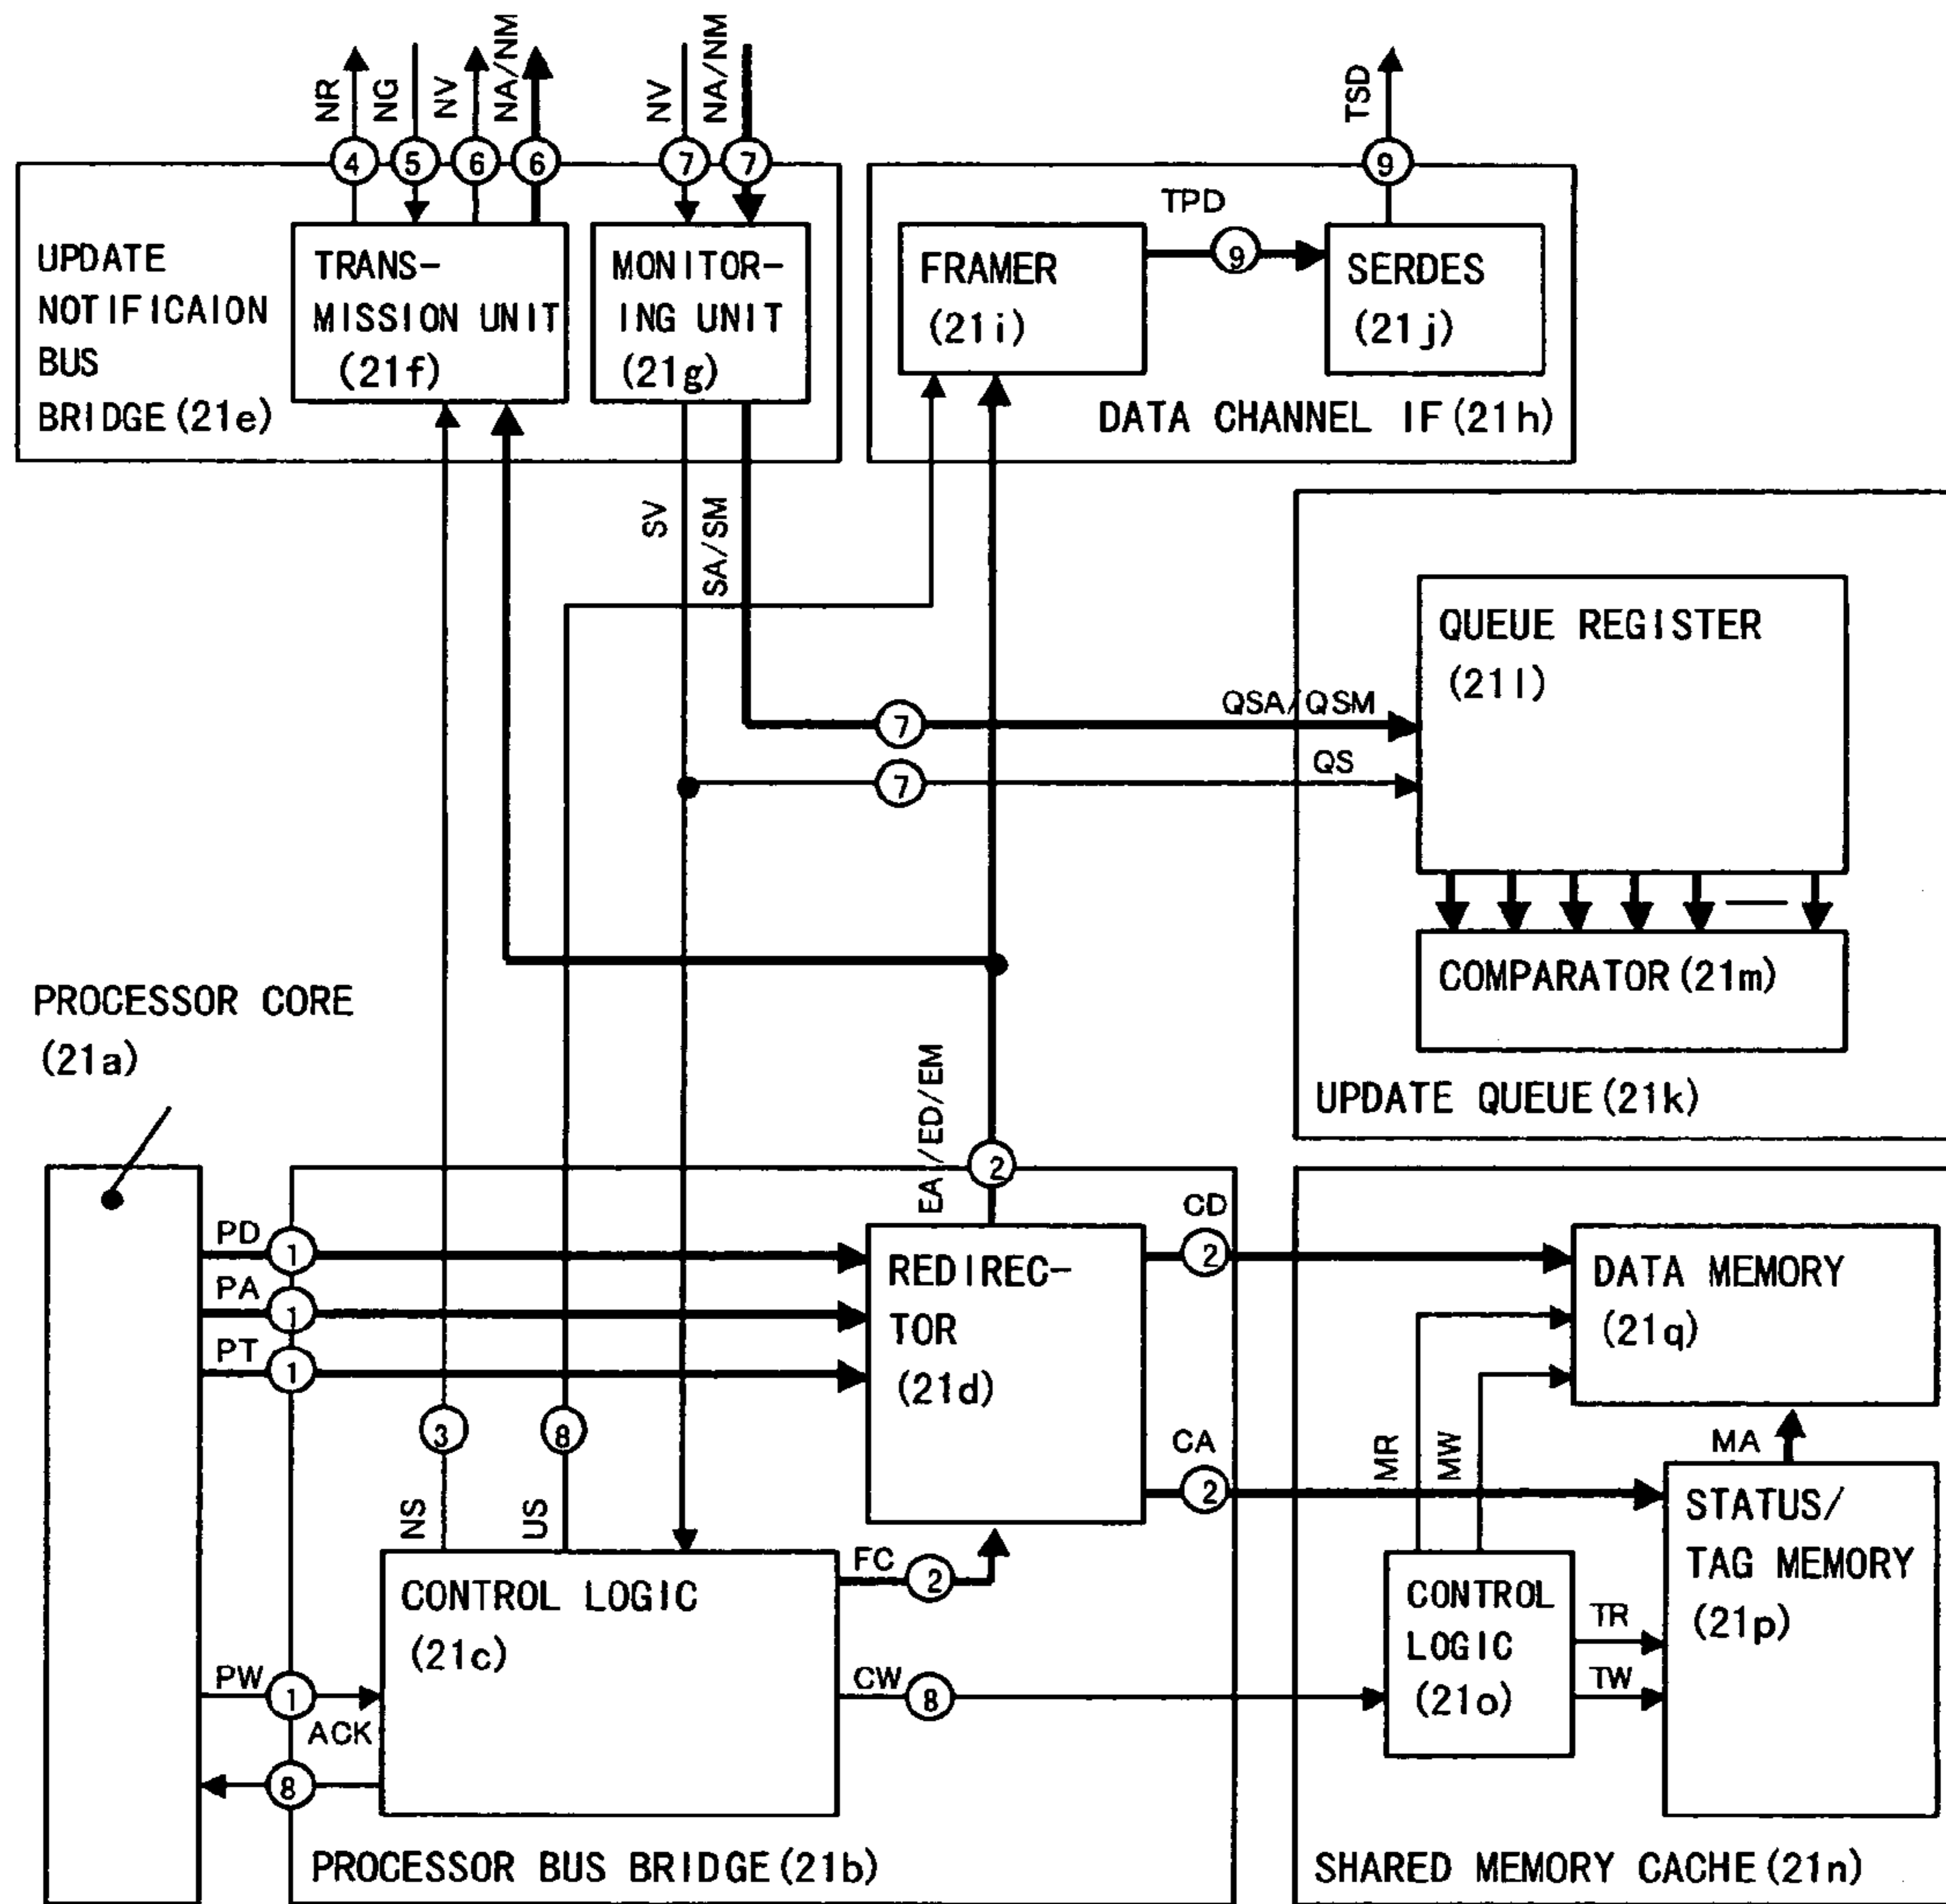 NR
NG
NV
NA/NM
NV
NA/NM
TSD
4
5
6
6
7
7
9
UPDATE
NOTIFICAION
BUS
BRIDGE(21e)
TRANS-
MISSION UNIT
(21f)
MONITOR-
ING UNIT
(21g)
FRAMER
(21i)
TPD
9
SERDES
(21j)
DATA CHANNEL IF(21h)
SV
SA/SM
QUEUE REGISTER
(21l)
7
QSA/QSM
7
QS
COMPARATOR(21m)
UPDATE QUEUE(21k)
PROCESSOR CORE
(21a)
EA/ED/EM
2
PD
1
PA
1
PT
1
REDIREC-
TOR
(21d)
CD
2
CA
2
DATA MEMORY
(21q)
MR
MW
MA
STATUS/
TAG MEMORY
(21p)
3
8
NS
US
FC
2
CONTROL LOGIC
(21c)
CONTROL
LOGIC
(21o)
TR
TW
PW
1
ACK
8
CW
8
PROCESSOR BUS BRIDGE(21b)
SHARED MEMORY CACHE(21n)